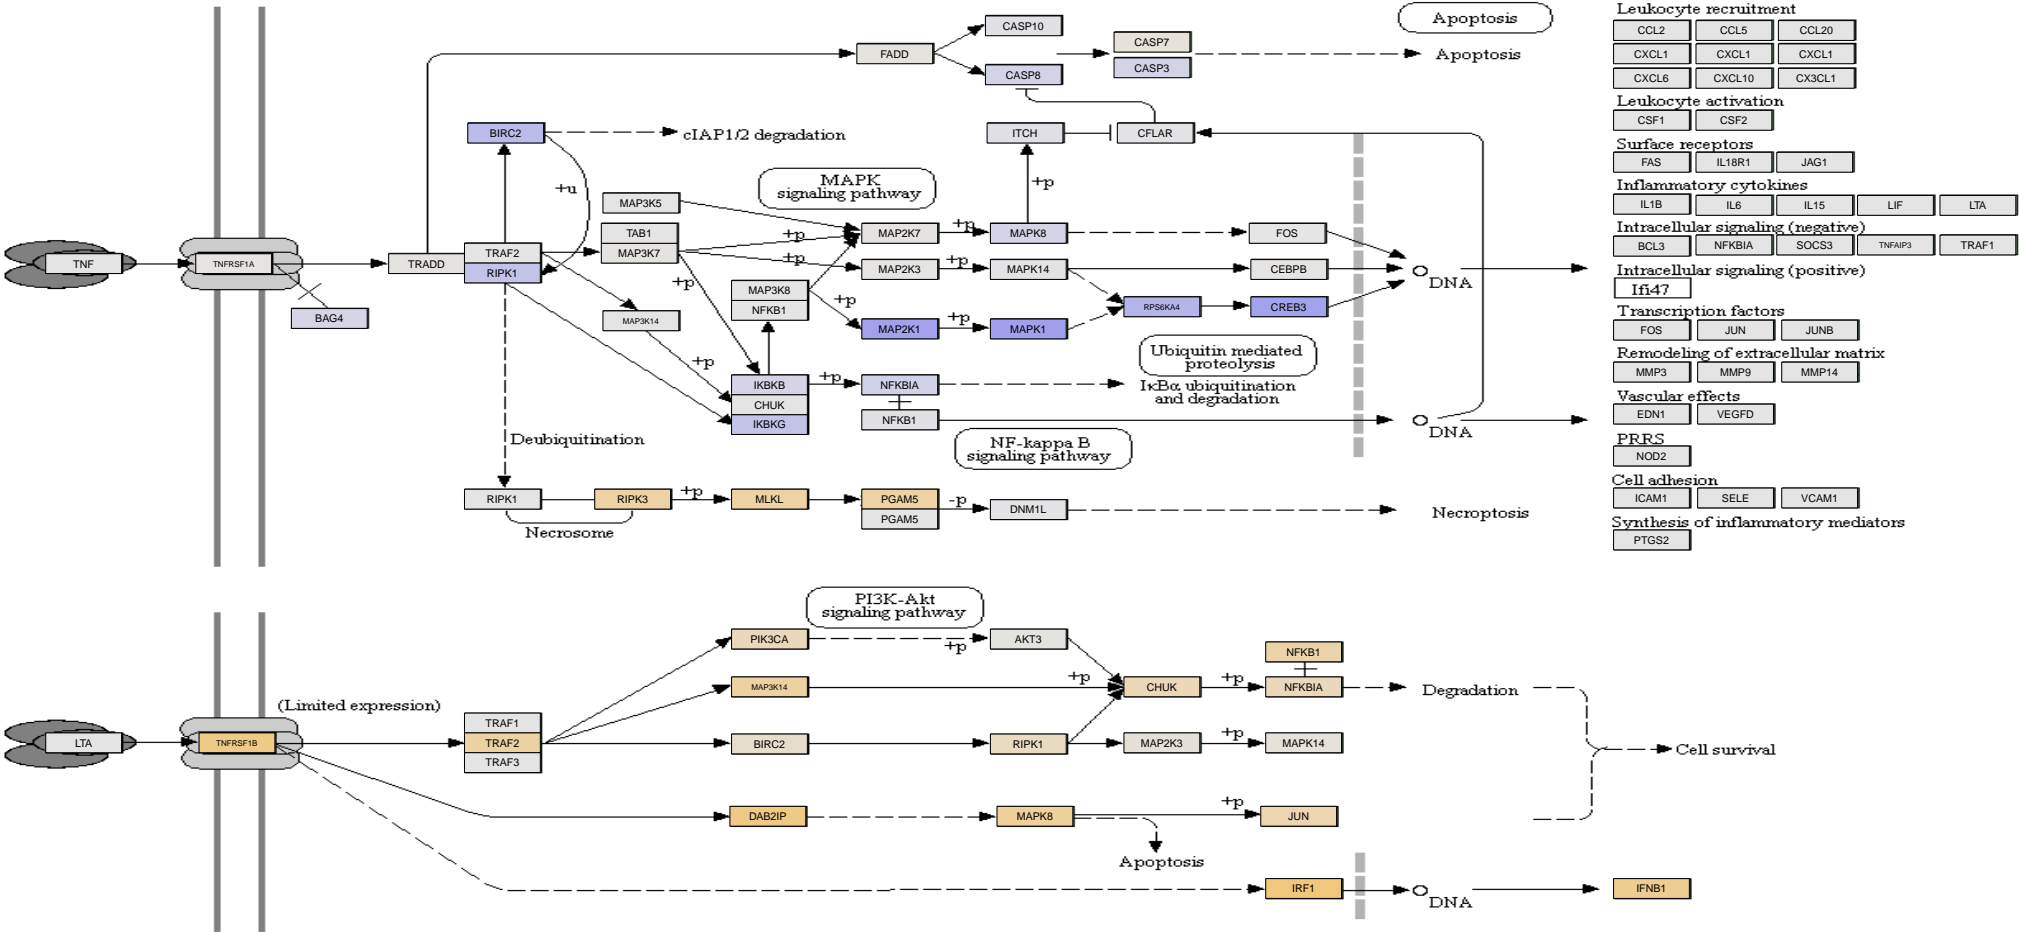 Apoptosis
Leukocyte recruitment
CCL2 CCL5 CCL20
CXCL1 CXCL1 CXCL1
CXCL6 CXCL10 CX3CL1
Leukocyte activation
CSF1 CSF2
Surface receptors
FAS IL18R1 JAG1
Inflammatory cytokines
IL1B IL6 IL15 LIF LTA
Intracellular signaling (negative)
BCL3 NFKBIA SOCS3 TNFAIP3 TRAF1
Intracellular signaling (positive)
Ifi47
Transcription factors
FOS JUN JUNB
Remodeling of extracellular matrix
MMP3 MMP9 MMP14
Vascular effects
EDN1 VEGFD
PRRS
NOD2
Cell adhesion
ICAM1 SELE VCAM1
Synthesis of inflammatory mediators
PTGS2
CASP10
FADD
CASP7
Apoptosis
CASP8
CASP3
BIRC2
cIAP1/2 degradation
ITCH
CFLAR
+u
MAPK
signaling pathway
+p
MAP3K5
TAB1
MAP3K7
+p
+p
+p
MAP2K7
+p
MAPK8
FOS
TNF
TNFRSF1A
TRADD
TRAF2
RIPK1
MAP2K3
+p
MAPK14
CEBPB
DNA
+p
MAP3K8
NFKB1
+p
BAG4
MAP3K14
MAP2K1
+p
MAPK1
RPS6KA4
CREB3
+p
Ubiquitin mediated
proteolysis
IKBKB
CHUK
IKBKG
+p
NFKBIA
IκBα ubiquitination
and degradation
NFKB1
DNA
Deubiquitination
NF-kappa B
signaling pathway
RIPK1
RIPK3
+p
MLKL
PGAM5
PGAM5
-p
DNM1L
Necroptosis
Necrosome
PI3K-Akt
signaling pathway
PIK3CA
+p
AKT3
NFKB1
MAP3K14
+p
CHUK
+p
NFKBIA
Degradation
(Limited expression)
LTA
TNFRSF1B
TRAF1
TRAF2
TRAF3
BIRC2
RIPK1
MAP2K3
+p
MAPK14
Cell survival
DAB2IP
MAPK8
+p
JUN
Apoptosis
IRF1
DNA
IFNB1